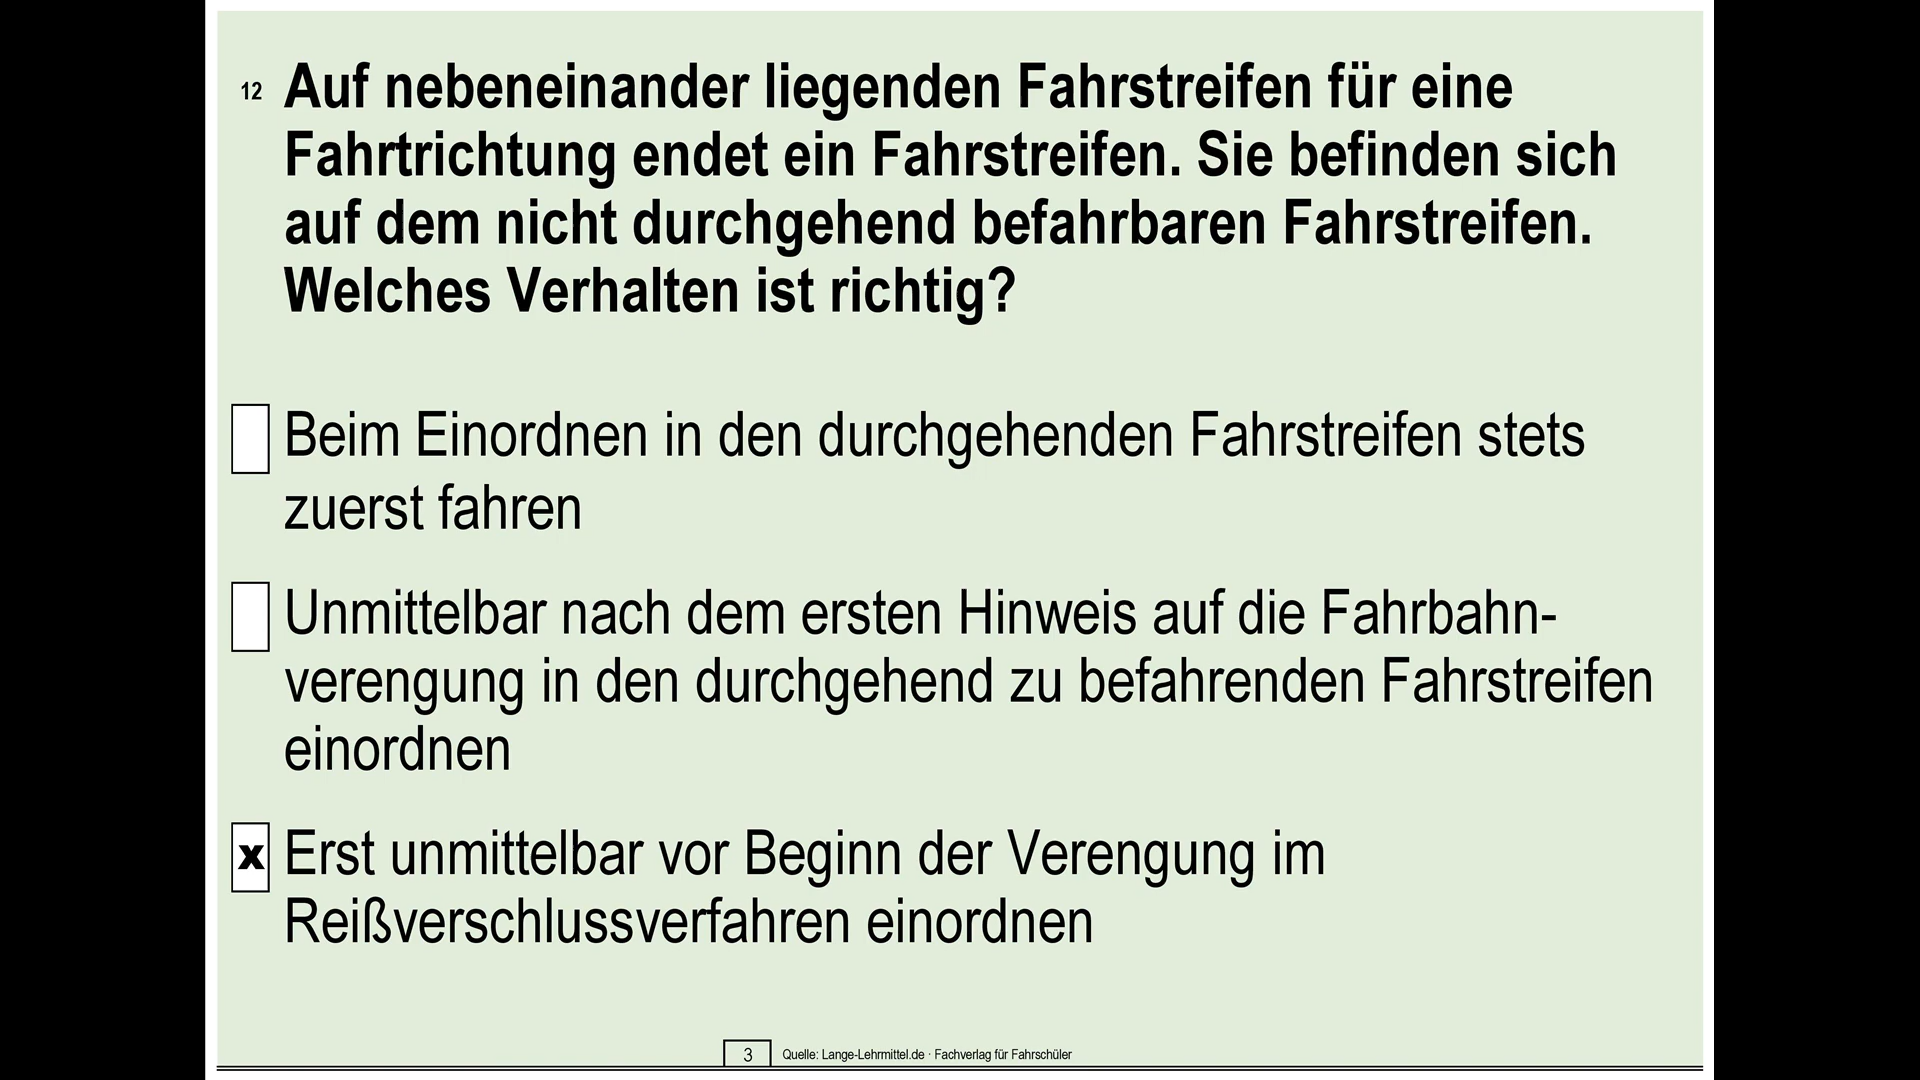 12 Auf nebeneinander liegenden Fahrstreifen für eine
Fahrtrichtung endet ein Fahrstreifen. Sie befinden sich
auf dem nicht durchgehend befahrbaren Fahrstreifen.
Welches Verhalten ist richtig?
Beim Einordnen in den durchgehenden Fahrstreifen stets
zuerst fahren
Unmittelbar nach dem ersten Hinweis auf die Fahrbahn-
verengung in den durchgehend zu befahrenden Fahrstreifen
einordnen
x Erst unmittelbar vor Beginn der Verengung im
Reißverschlussverfahren einordnen
3 Quelle: Lange-Lehrmittel.de · Fachverlag für Fahrschüler